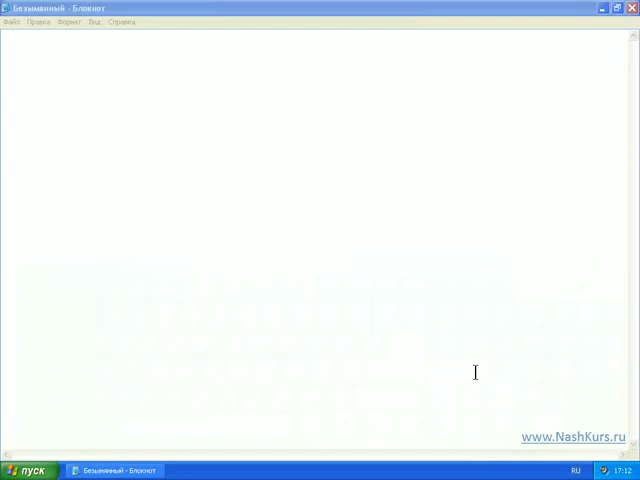 Безымянный - Блокнот
Файл Правка Формат Вид Справка
www.NashKurs.ru
пуск Безымянный - Блокнот RU 17:12